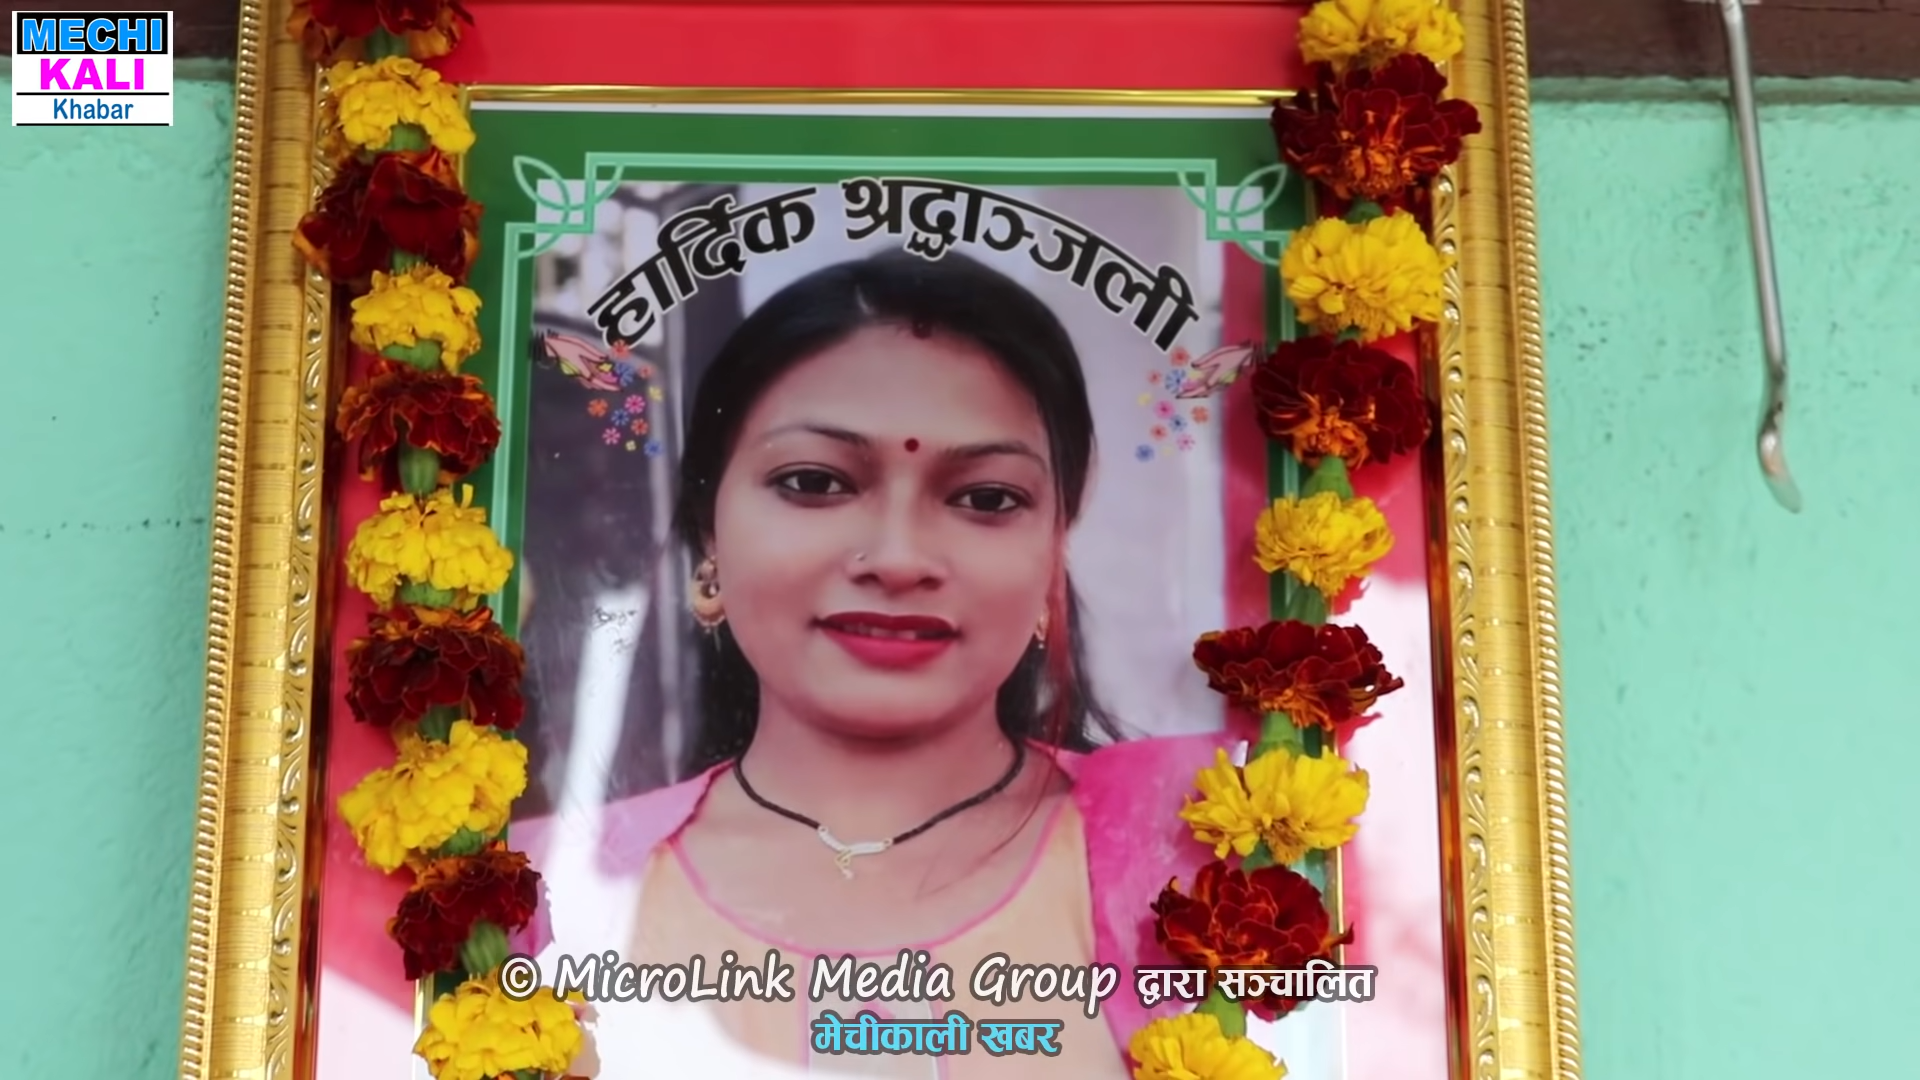 MECHI
KALI
Khabar
हार्दिक श्रद्धाञ्जली
© MicroLink Media Group द्वारा सञ्चालित
मेचीकाली खबर